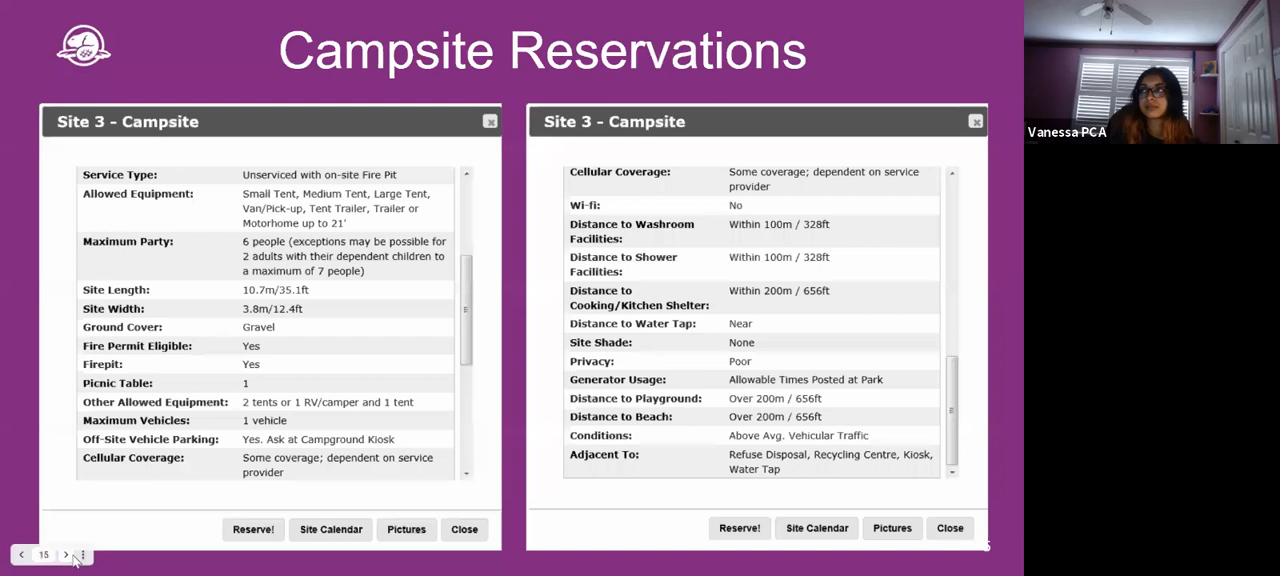 Campsite Reservations
Site 3 - Campsite
Service Type: Unserviced with on-site Fire Pit
Allowed Equipment: Small Tent, Medium Tent, Large Tent,
Van/Pick-up, Tent Trailer, Trailer or
Motorhome up to 21'
Maximum Party: 6 people (exceptions may be possible for
2 adults with their dependent children to
a maximum of 7 people)
Site Length: 10.7m/35.1ft
Site Width: 3.8m/12.4ft
Ground Cover: Gravel
Fire Permit Eligible: Yes
Firepit: Yes
Picnic Table: 1
Other Allowed Equipment: 2 tents or 1 RV/camper and 1 tent
Maximum Vehicles: 1 vehicle
Off-Site Vehicle Parking: Yes. Ask at Campground Kiosk
Cellular Coverage: Some coverage; dependent on service
provider
Reserve! Site Calendar Pictures Close
Site 3 - Campsite
Cellular Coverage: Some coverage; dependent on service
provider
Wi-fi: No
Distance to Washroom Within 100m / 328ft
Facilities:
Distance to Shower Within 100m / 328ft
Facilities:
Distance to Within 200m / 656ft
Cooking/Kitchen Shelter:
Distance to Water Tap: Near
Site Shade: None
Privacy: Poor
Generator Usage: Allowable Times Posted at Park
Distance to Playground: Over 200m / 656ft
Distance to Beach: Over 200m / 656ft
Conditions: Above Avg. Vehicular Traffic
Adjacent To: Refuse Disposal, Recycling Centre, Kiosk,
Water Tap
Reserve! Site Calendar Pictures Close
15
Vanessa PCA